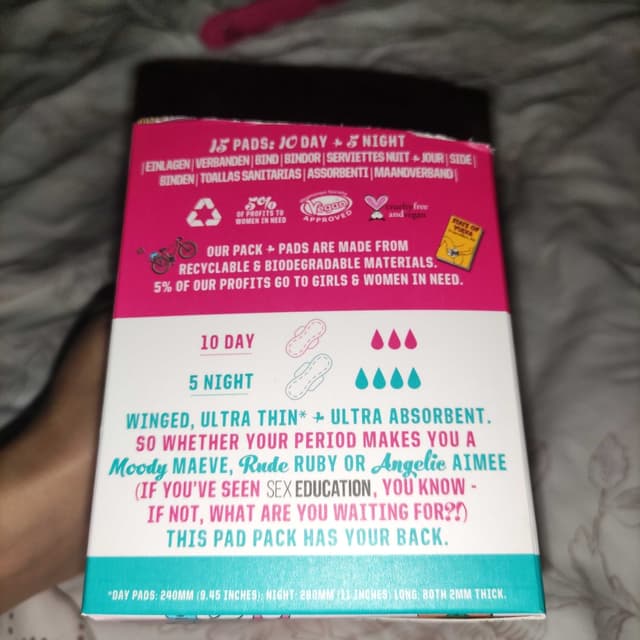 15 PADS: 10 DAY + 5 NIGHT
| EINLAGEN | VERBANDEN | BIND | BINDOR | SERVIETTES NUIT + JOUR | SIDE |
BINDEN | TOALLAS SANITARIAS | ASSORBENTI | MAANDVERBAND |
5%
OF PROFITS TO
WOMEN IN NEED
Vegan
APPROVED
cruelty free
and vegan
STATE OF
VULVA
OUR PACK + PADS ARE MADE FROM
RECYCLABLE & BIODEGRADABLE MATERIALS.
5% OF OUR PROFITS GO TO GIRLS & WOMEN IN NEED.
10 DAY
5 NIGHT
WINGED, ULTRA THIN* + ULTRA ABSORBENT.
SO WHETHER YOUR PERIOD MAKES YOU A
Moody MAEVE, Rude RUBY OR Angelic AIMEE
(IF YOU'VE SEEN SEX EDUCATION, YOU KNOW -
IF NOT, WHAT ARE YOU WAITING FOR?!)
THIS PAD PACK HAS YOUR BACK.
*DAY PADS: 240MM (9.45 INCHES); NIGHT: 280MM (11 INCHES) LONG; BOTH 2MM THICK.